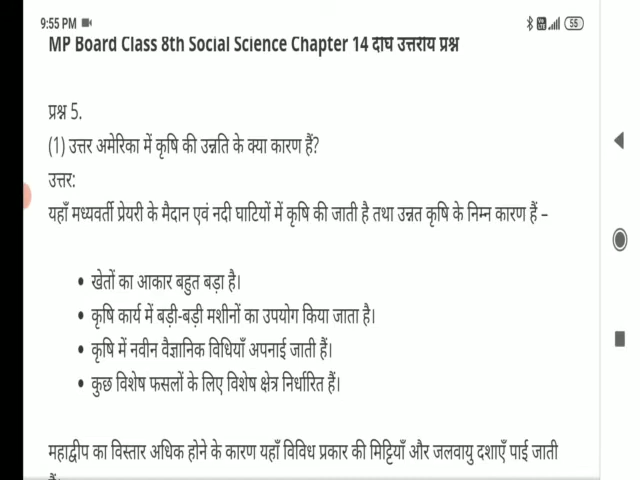 9:55 PM
55
MP Board Class 8th Social Science Chapter 14 दीर्घ उत्तरीय प्रश्न
प्रश्न 5.
(1) उत्तर अमेरिका में कृषि की उन्नति के क्या कारण हैं?
उत्तर:
यहाँ मध्यवर्ती प्रेयरी के मैदान एवं नदी घाटियों में कृषि की जाती है तथा उन्नत कृषि के निम्न कारण हैं –
• खेतों का आकार बहुत बड़ा है।
• कृषि कार्य में बड़ी-बड़ी मशीनों का उपयोग किया जाता है।
• कृषि में नवीन वैज्ञानिक विधियाँ अपनाई जाती हैं।
• कुछ विशेष फसलों के लिए विशेष क्षेत्र निर्धारित हैं।
महाद्वीप का विस्तार अधिक होने के कारण यहाँ विविध प्रकार की मिट्टियाँ और जलवायु दशाएँ पाई जाती